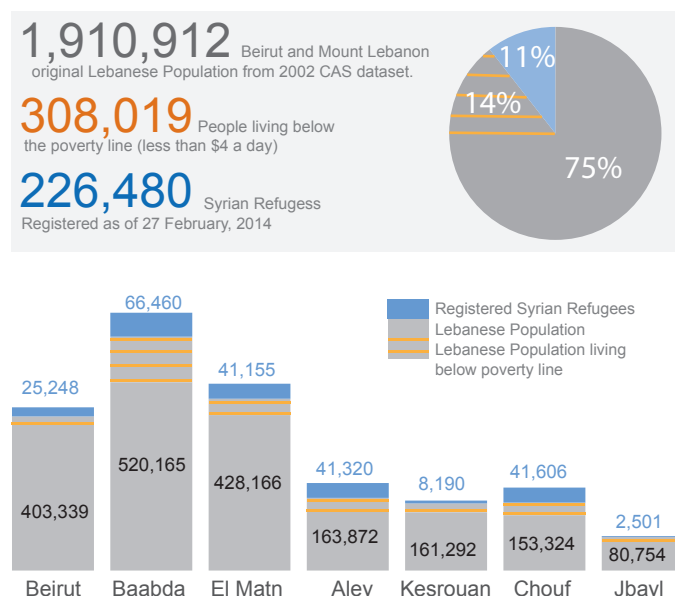 1,910,912 Beirut and Mount Lebanon
original Lebanese Population from 2002 CAS dataset.
308,019 People living below
the poverty line (less than $4 a day)
226,480 Syrian Refugess
Registered as of 27 February, 2014
11%
14%
75%
Registered Syrian Refugees
Lebanese Population
Lebanese Population living
below poverty line
66,460
25,248
41,155
41,320
8,190
41,606
2,501
403,339
520,165
428,166
163,872
161,292
153,324
80,754
Beirut Baabda El Matn Aley Kesrouan Chouf Jbayl